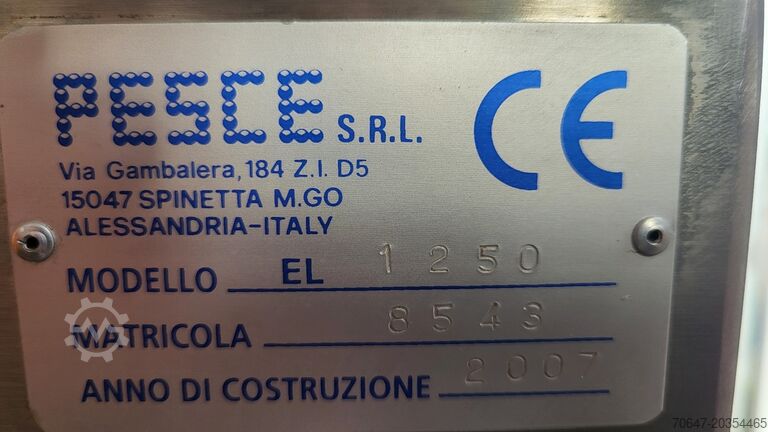 PESCE S.R.L. CE
Via Gambalera, 184 Z.I. D5
15047 SPINETTA M.GO
ALESSANDRIA-ITALY
MODELLO EL 1250
MATRICOLA 8543
ANNO DI COSTRUZIONE 2007
70647-20354465